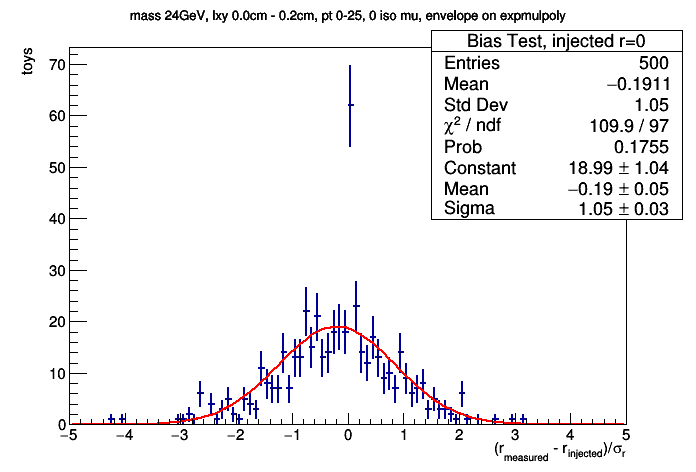 mass 24GeV, lxy 0.0cm - 0.2cm, pt 0-25, 0 iso mu, envelope on expmulpoly
Bias Test, injected r=0
Entries 500
Mean −0.1911
Std Dev 1.05
χ² / ndf 109.9 / 97
Prob 0.1755
Constant 18.99 ± 1.04
Mean −0.19 ± 0.05
Sigma 1.05 ± 0.03
toys
70
60
50
40
30
20
10
0
−5 −4 −3 −2 −1 0 1 2 3 4 5
(r_measured - r_injected)/σ_r